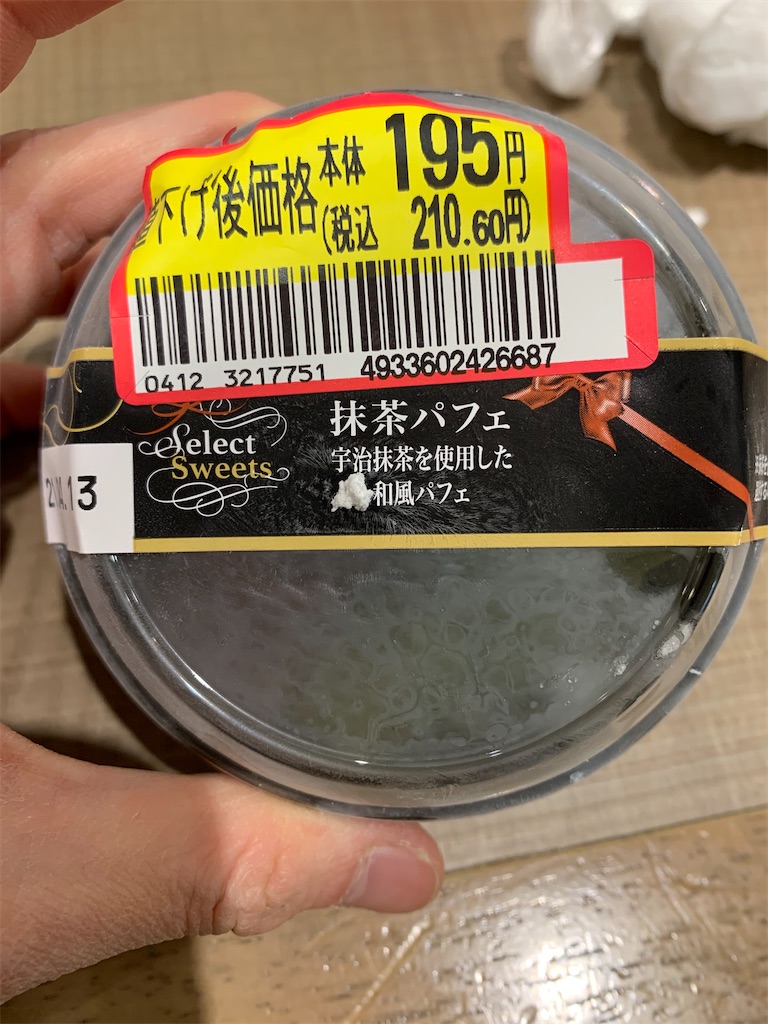 値下げ後価格 本体 195円
(税込 210.60円)
0412 3217751 4933602426687
Select
Sweets
抹茶パフェ
宇治抹茶を使用した
和風パフェ
.13